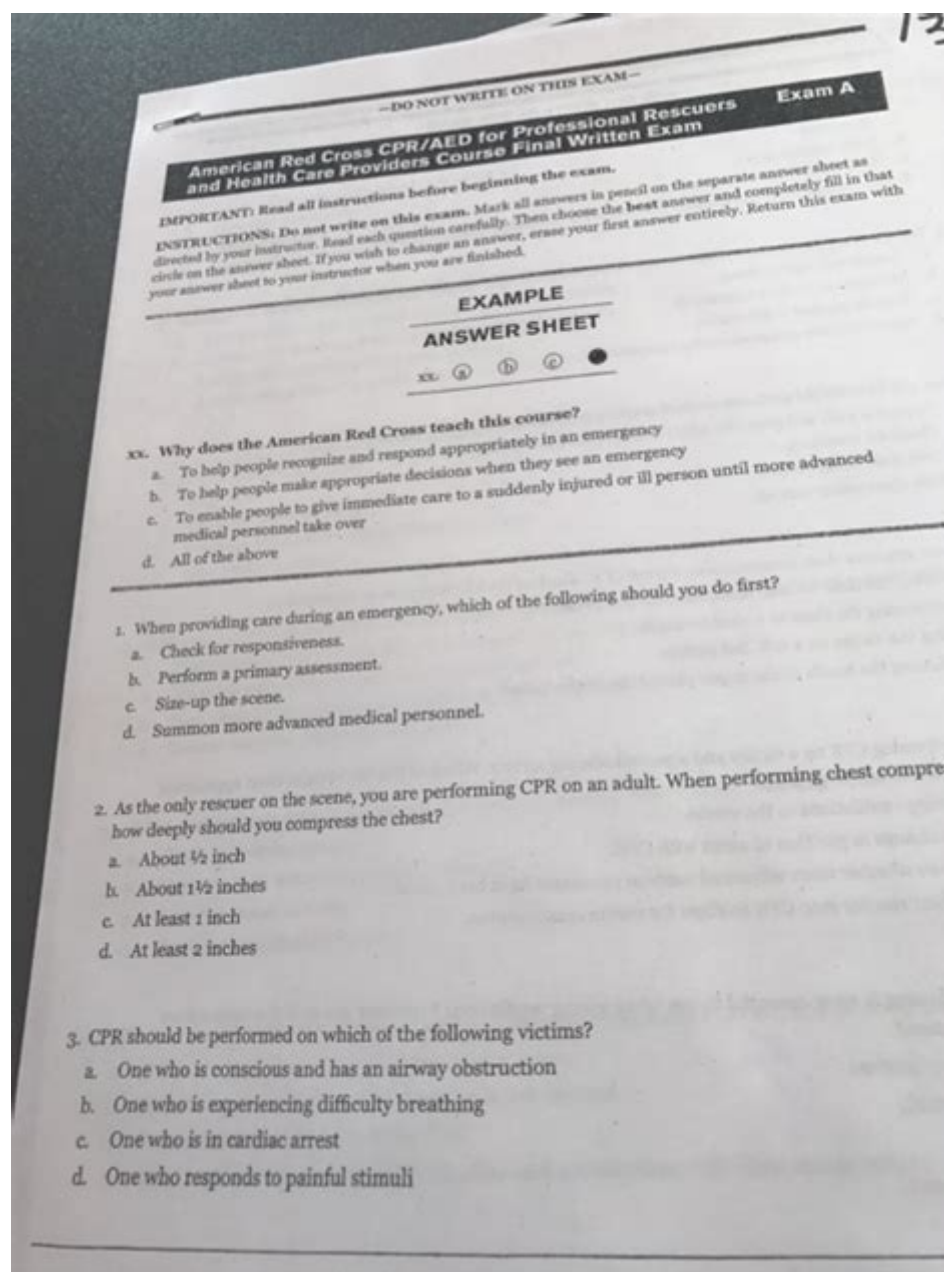 13
—DO NOT WRITE ON THIS EXAM—
American Red Cross CPR/AED for Professional Rescuers Exam A
and Health Care Providers Course Final Written Exam
IMPORTANT: Read all instructions before beginning the exam.
INSTRUCTIONS: Do not write on this exam. Mark all answers in pencil on the separate answer sheet as
directed by your instructor. Read each question carefully. Then choose the best answer and completely fill in that
circle on the answer sheet. If you wish to change an answer, erase your first answer entirely. Return this exam with
your answer sheet to your instructor when you are finished.
EXAMPLE
ANSWER SHEET
xx. a b c
xx. Why does the American Red Cross teach this course?
a. To help people recognize and respond appropriately in an emergency
b. To help people make appropriate decisions when they see an emergency
c. To enable people to give immediate care to a suddenly injured or ill person until more advanced
medical personnel take over
d. All of the above
1. When providing care during an emergency, which of the following should you do first?
a. Check for responsiveness.
b. Perform a primary assessment.
c. Size-up the scene.
d. Summon more advanced medical personnel.
2. As the only rescuer on the scene, you are performing CPR on an adult. When performing chest compre
how deeply should you compress the chest?
a. About ½ inch
b. About 1½ inches
c. At least 1 inch
d. At least 2 inches
3. CPR should be performed on which of the following victims?
a. One who is conscious and has an airway obstruction
b. One who is experiencing difficulty breathing
c. One who is in cardiac arrest
d. One who responds to painful stimuli